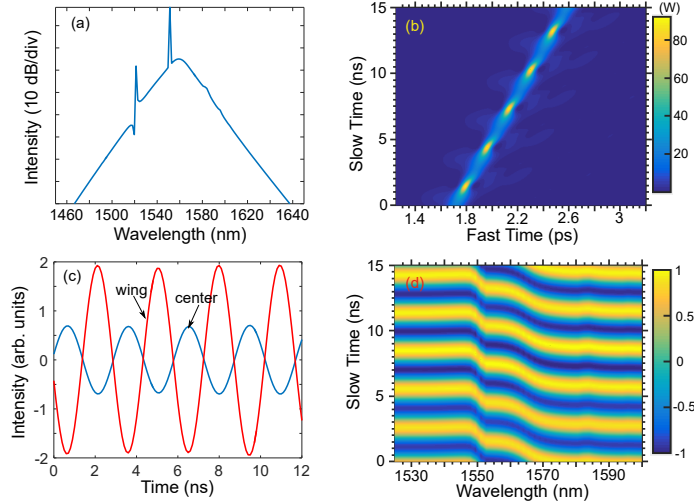 (a)
Intensity (10 dB/div)
1460 1500 1540 1580 1620
Wavelength (nm)
(b)
(W)
15
10
5
0
Slow Time (ns)
1.4 1.8 2.2 2.6 3
Fast Time (ps)
80
60
40
20
(c)
wing
center
2
1
0
-1
-2
Intensity (arb. units)
0 2 4 6 8 10 12
Time (ns)
(d)
15
10
5
0
Slow Time (ns)
1530 1550 1570 1590
Wavelength (nm)
1
0.5
0
-0.5
-1